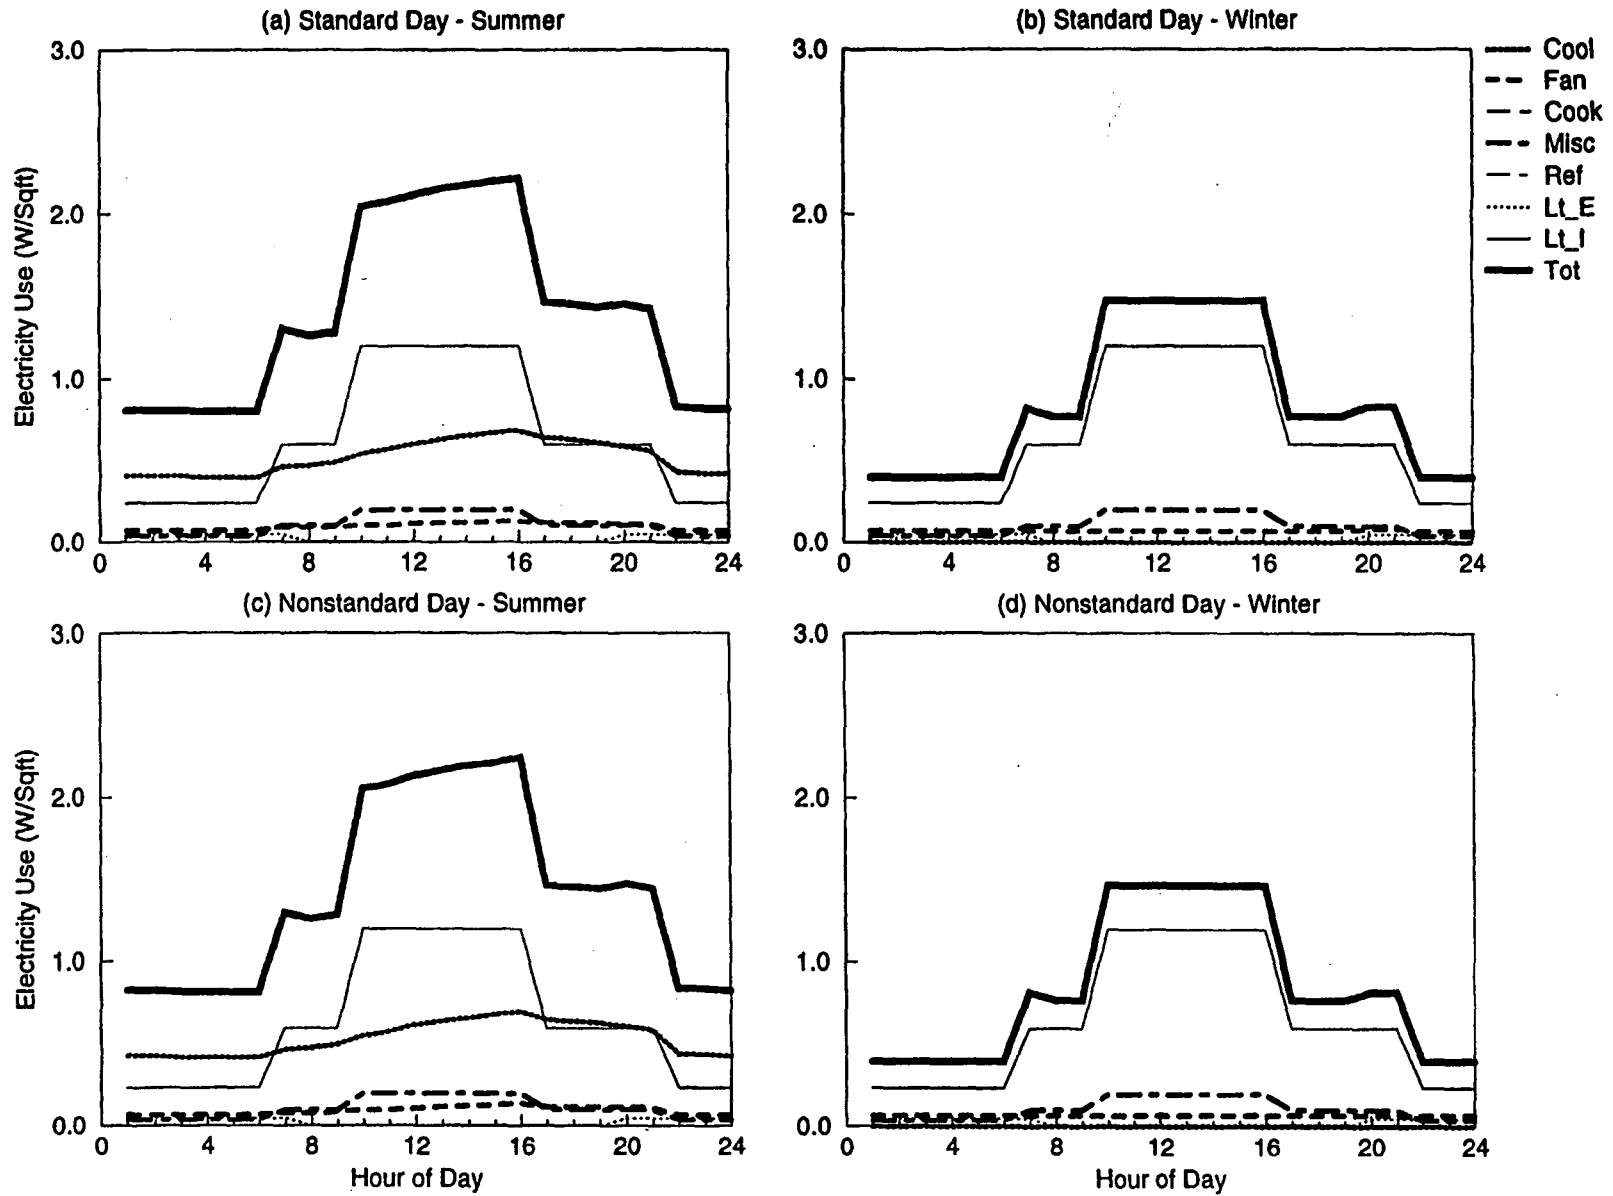 (a) Standard Day - Summer
(b) Standard Day - Winter
3.0
2.0
1.0
0.0
Electricity Use (W/Sqft)
0 4 8 12 16 20 24
3.0
2.0
1.0
0.0
0 4 8 12 16 20 24
Cool
Fan
Cook
Misc
Ref
Lt_E
Lt_I
Tot
(c) Nonstandard Day - Summer
(d) Nonstandard Day - Winter
3.0
2.0
1.0
0.0
Electricity Use (W/Sqft)
0 4 8 12 16 20 24
Hour of Day
3.0
2.0
1.0
0.0
0 4 8 12 16 20 24
Hour of Day